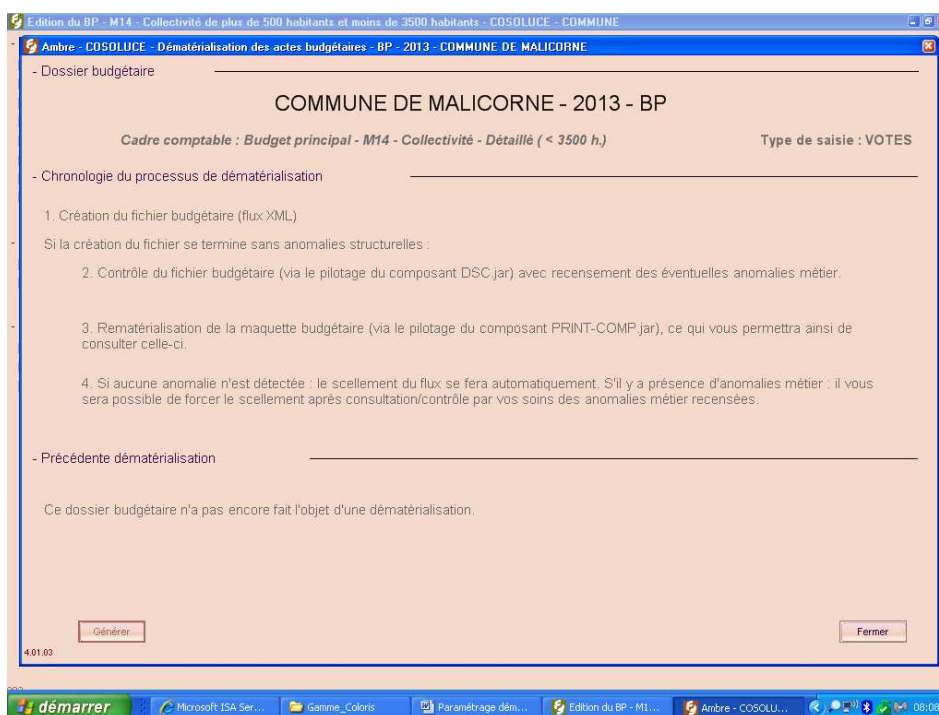 Edition du BP - M14 - Collectivité de plus de 500 habitants et moins de 3500 habitants - COSOLUCE - COMMUNE
Ambre - COSOLUCE - Dématérialisation des actes budgétaires - BP - 2013 - COMMUNE DE MALICORNE
- Dossier budgétaire
COMMUNE DE MALICORNE - 2013 - BP
Cadre comptable : Budget principal - M14 - Collectivité - Détaillé ( < 3500 h.)
Type de saisie : VOTES
- Chronologie du processus de dématérialisation
1. Création du fichier budgétaire (flux XML)
Si la création du fichier se termine sans anomalies structurelles :
2. Contrôle du fichier budgétaire (via le pilotage du composant DSC.jar) avec recensement des éventuelles anomalies métier.
3. Rematérialisation de la maquette budgétaire (via le pilotage du composant PRINT-COMP.jar), ce qui vous permettra ainsi de
consulter celle-ci.
4. Si aucune anomalie n'est détectée : le scellement du flux se fera automatiquement. S'il y a présence d'anomalies métier : il vous
sera possible de forcer le scellement après consultation/contrôle par vos soins des anomalies métier recensées.
- Précédente dématérialisation
Ce dossier budgétaire n'a pas encore fait l'objet d'une dématérialisation.
Générer
Fermer
4.01.03
démarrer
Microsoft ISA Ser...
Gamme_Coloris
Paramétrage dém...
Edition du BP - M1...
Ambre - COSOLU...
08:08